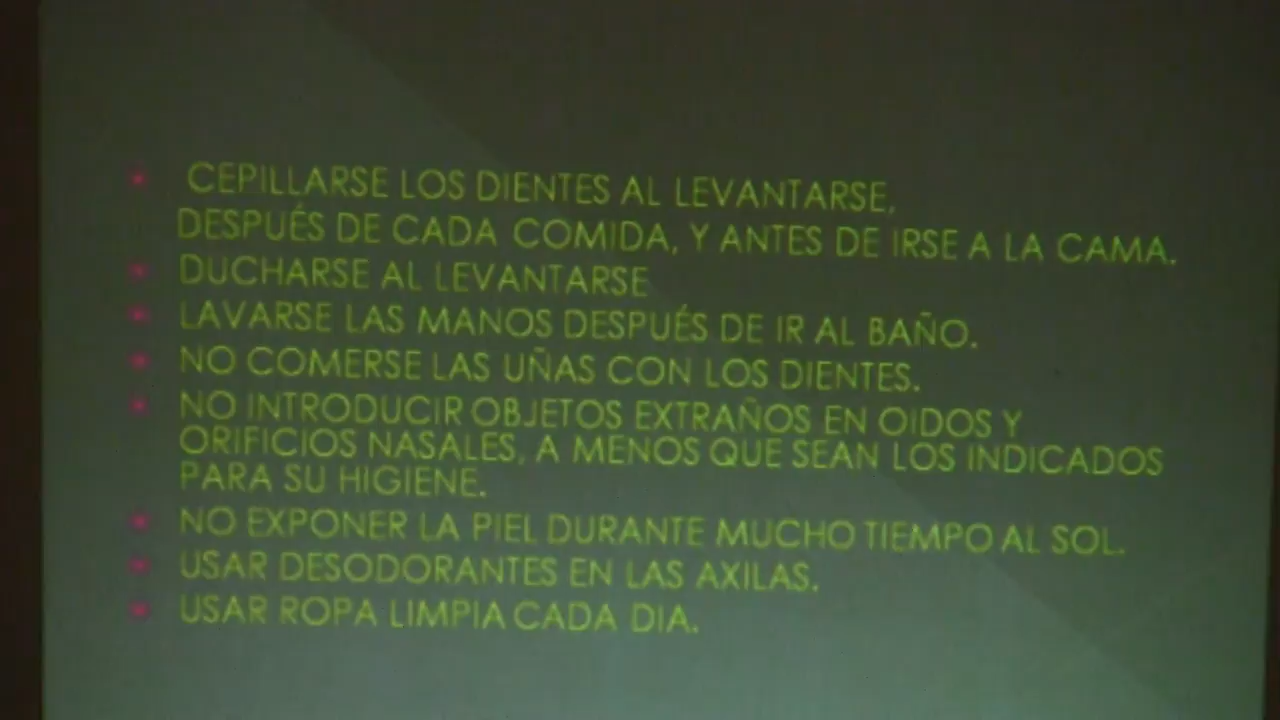 CEPILLARSE LOS DIENTES AL LEVANTARSE,
DESPUÉS DE CADA COMIDA, Y ANTES DE IRSE A LA CAMA.
DUCHARSE AL LEVANTARSE
LAVARSE LAS MANOS DESPUÉS DE IR AL BAÑO.
NO COMERSE LAS UÑAS CON LOS DIENTES.
NO INTRODUCIR OBJETOS EXTRAÑOS EN OIDOS Y
ORIFICIOS NASALES, A MENOS QUE SEAN LOS INDICADOS
PARA SU HIGIENE.
NO EXPONER LA PIEL DURANTE MUCHO TIEMPO AL SOL.
USAR DESODORANTES EN LAS AXILAS.
USAR ROPA LIMPIA CADA DIA.